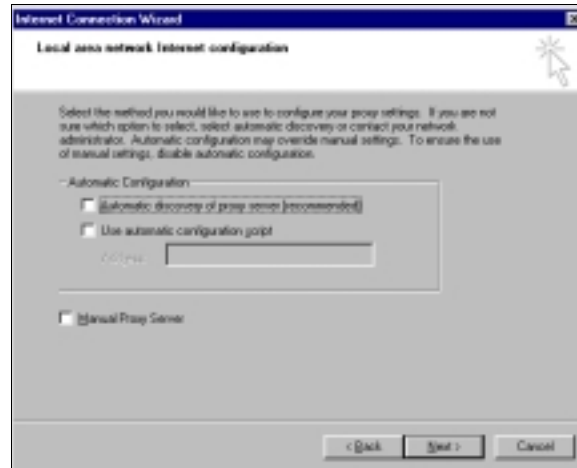 Internet Connection Wizard
Local area network Internet configuration
Select the method you would like to use to configure your proxy settings. If you are not
sure which option to select, select automatic discovery or contact your network
administrator. Automatic configuration may override manual settings. To ensure the use
of manual settings, disable automatic configuration.
Automatic Configuration
Automatic discovery of proxy server [recommended]
Use automatic configuration script
Address:
Manual Proxy Server
< Back Next > Cancel